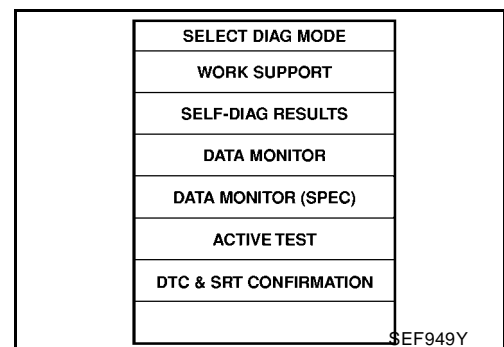 SELECT DIAG MODE
WORK SUPPORT
SELF-DIAG RESULTS
DATA MONITOR
DATA MONITOR (SPEC)
ACTIVE TEST
DTC & SRT CONFIRMATION
SEF949Y